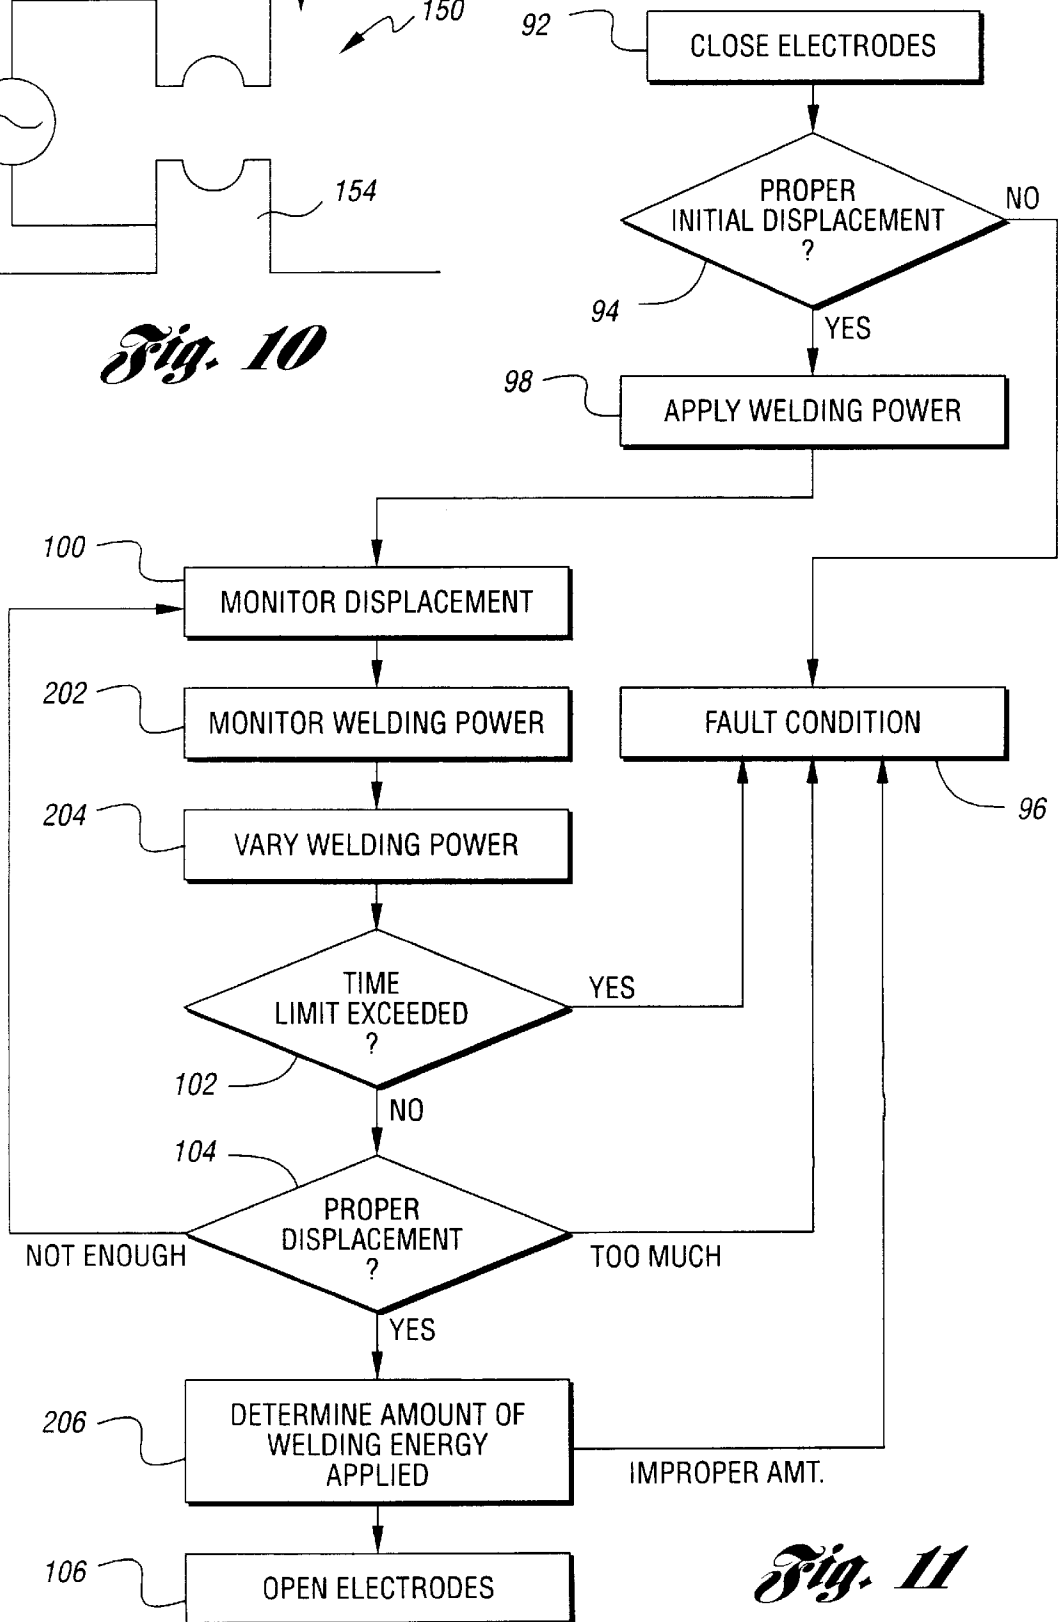 150
154
Fig. 10
92
CLOSE ELECTRODES
PROPER
INITIAL DISPLACEMENT
?
NO
94
YES
98
APPLY WELDING POWER
100
MONITOR DISPLACEMENT
202
MONITOR WELDING POWER
FAULT CONDITION
96
204
VARY WELDING POWER
TIME
LIMIT EXCEEDED
?
YES
102
NO
104
PROPER
DISPLACEMENT
?
NOT ENOUGH
TOO MUCH
YES
206
DETERMINE AMOUNT OF
WELDING ENERGY
APPLIED
IMPROPER AMT.
106
OPEN ELECTRODES
Fig. 11